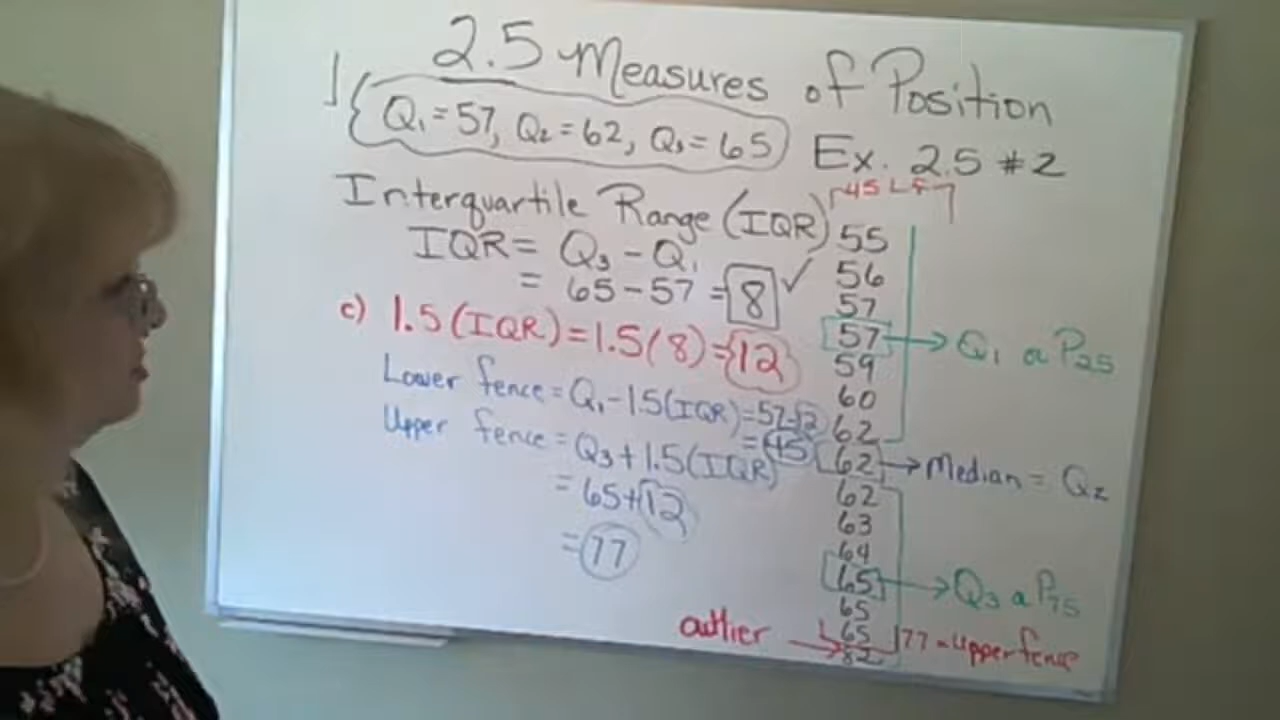 2.5 Measures of Position
Q₁ = 57, Q₂ = 62, Q₃ = 65
Ex. 2.5 #2
Interquartile Range (IQR)
IQR = Q₃ - Q₁
= 65 - 57 = 8 ✓
c) 1.5(IQR) = 1.5(8) = 12
Lower fence = Q₁ - 1.5(IQR) = 57 - 12
= 45
Upper fence = Q₃ + 1.5(IQR)
= 65 + 12
= 77
45 LF
55
56
57
57 → Q₁ a P₂₅
59
60
62
62 → Median = Q₂
62
63
64
65 → Q₃ a P₇₅
65
65
77 = Upper fence
outlier → 82